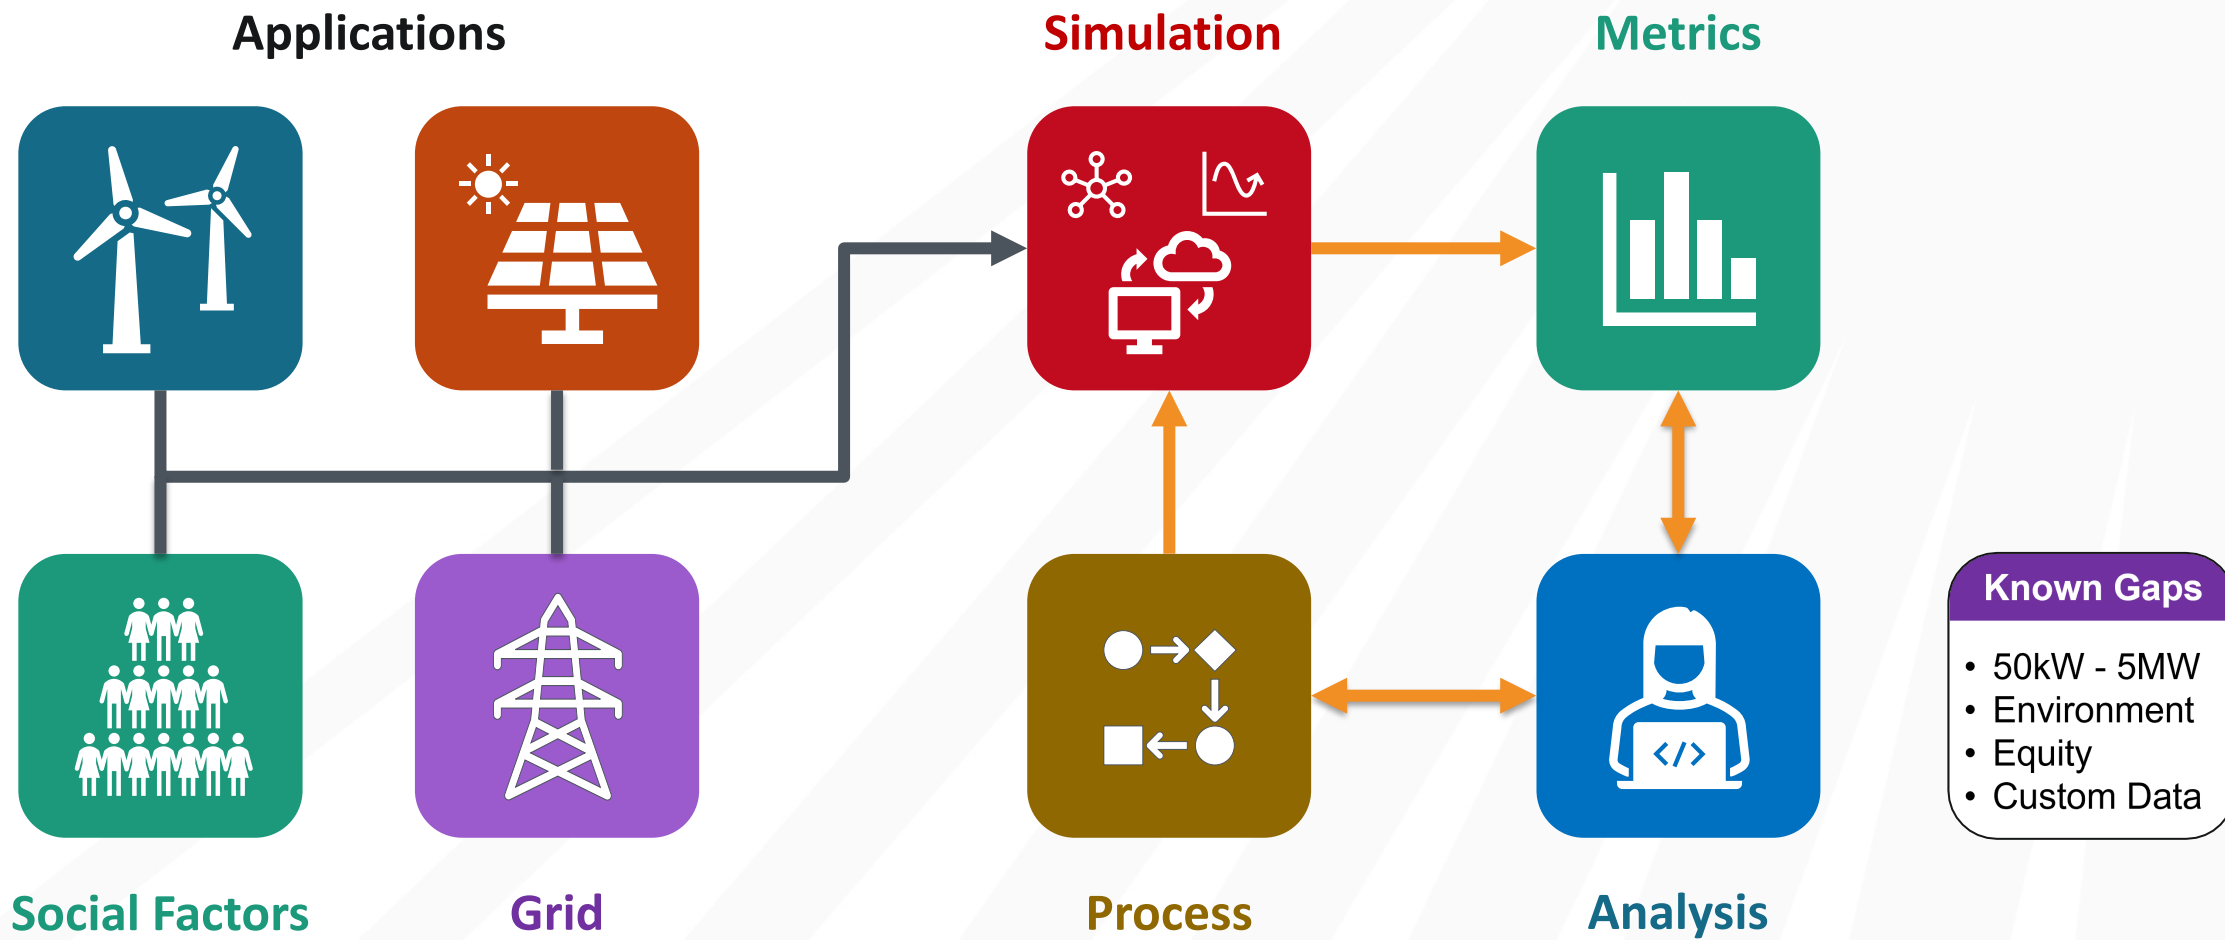 Applications
Simulation
Metrics
</>
Known Gaps
• 50kW - 5MW
• Environment
• Equity
• Custom Data
Social Factors
Grid
Process
Analysis